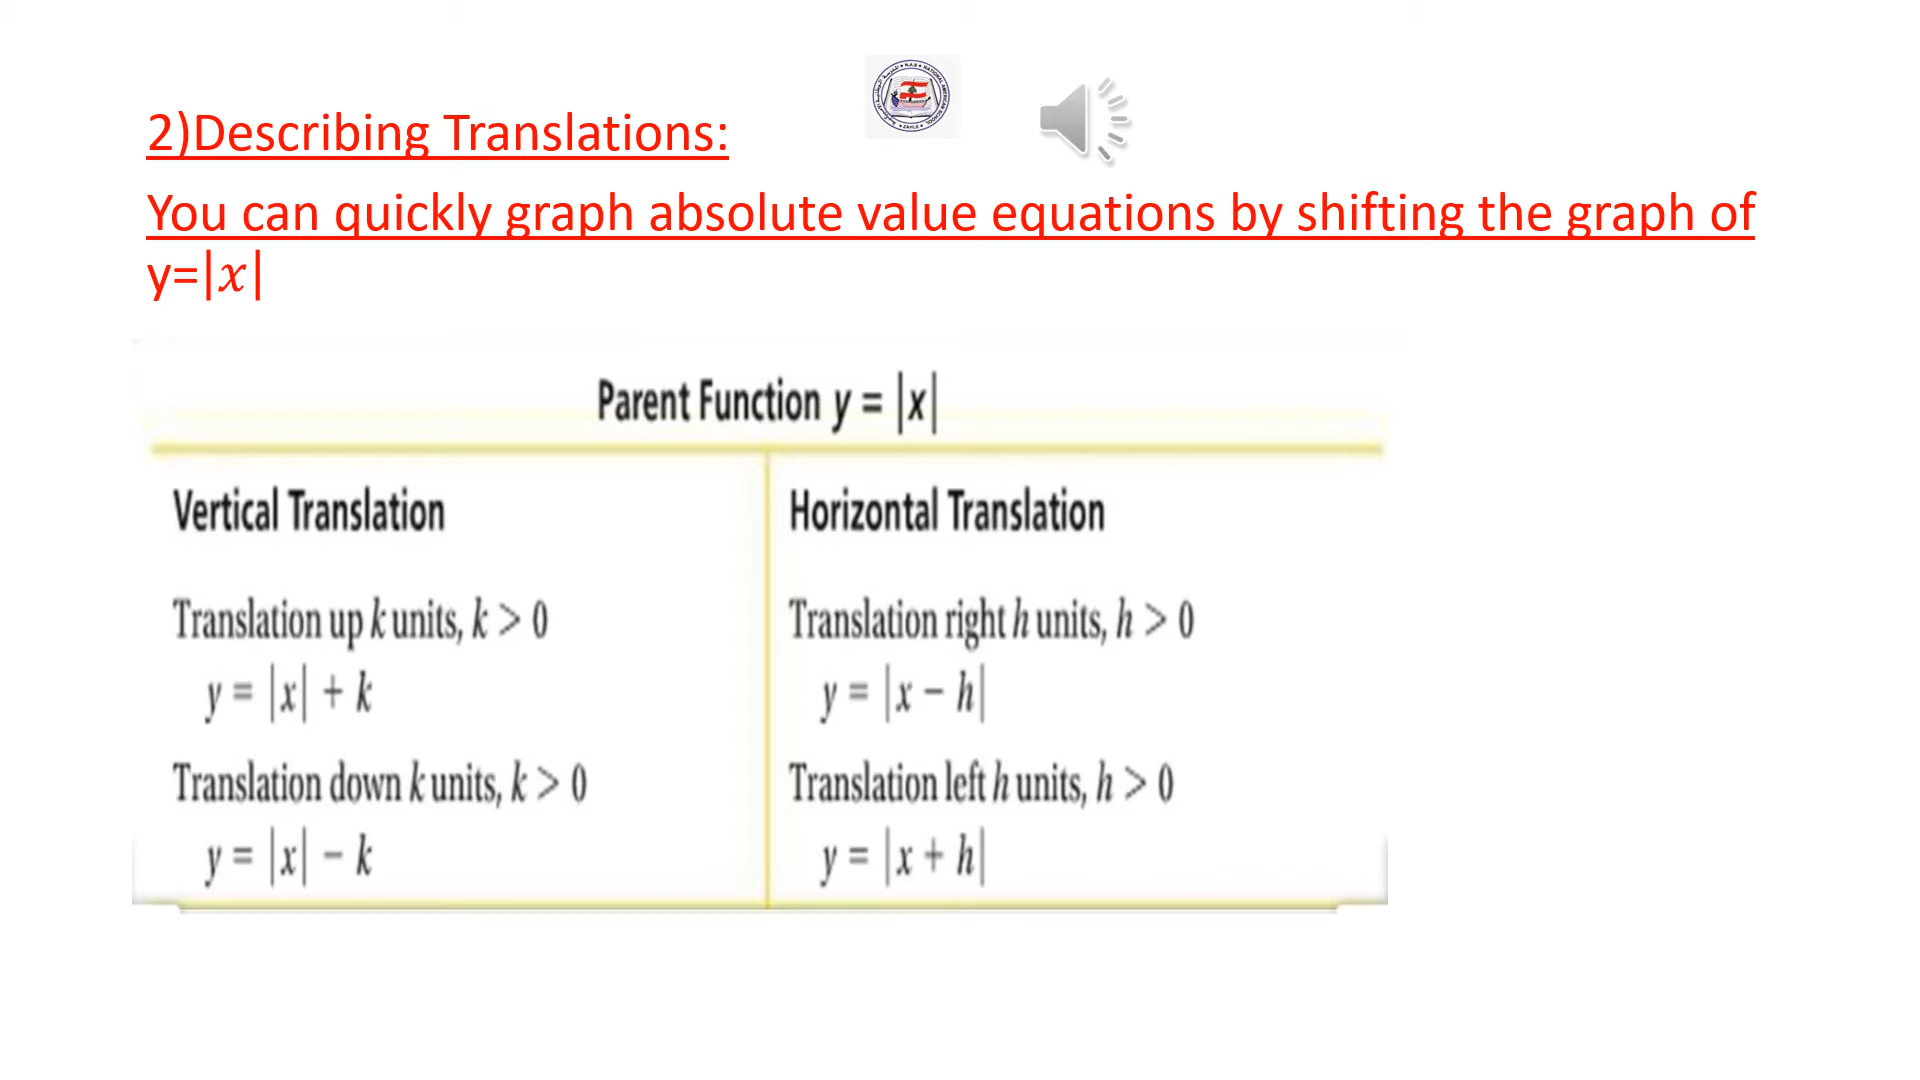 2)Describing Translations:
You can quickly graph absolute value equations by shifting the graph of
y=|𝑥|
Parent Function y = |x|
Vertical Translation
Translation up k units, k > 0
y = |x| + k
Translation down k units, k > 0
y = |x| − k
Horizontal Translation
Translation right h units, h > 0
y = |x − h|
Translation left h units, h > 0
y = |x + h|